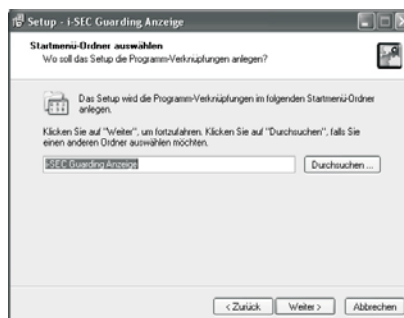 Setup - i-SEC Guarding Anzeige
Startmenü-Ordner auswählen
Wo soll das Setup die Programm-Verknüpfungen anlegen?
Das Setup wird die Programm-Verknüpfungen im folgenden Startmenü-Ordner
anlegen.
Klicken Sie auf "Weiter", um fortzufahren. Klicken Sie auf "Durchsuchen", falls Sie
einen anderen Ordner auswählen möchten.
i-SEC Guarding Anzeige
Durchsuchen ...
< Zurück
Weiter >
Abbrechen